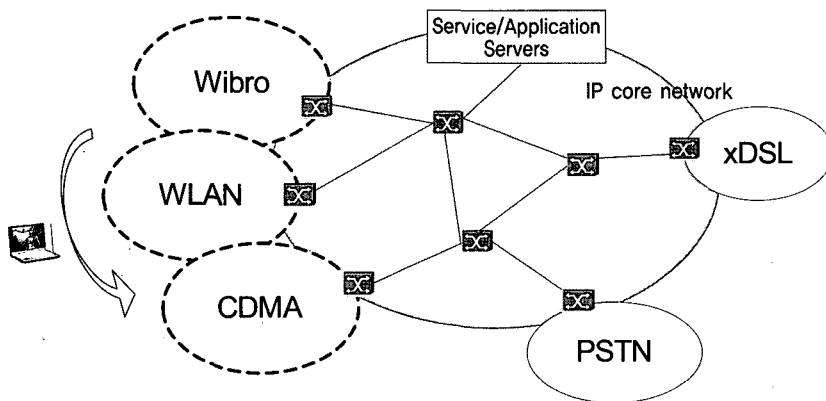 Service/Application
Servers
Wibro
IP core network
xDSL
WLAN
CDMA
PSTN